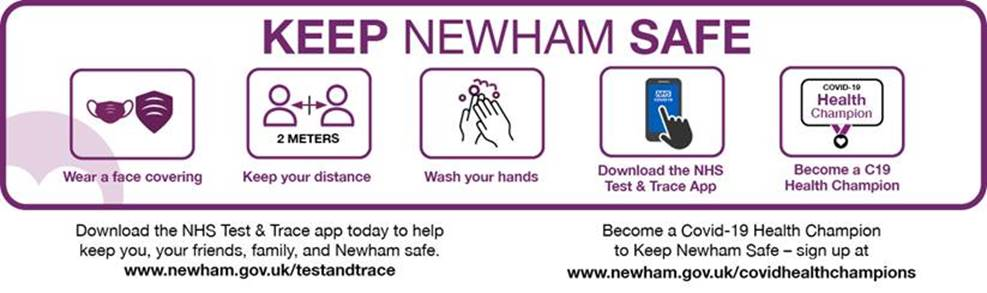 KEEP NEWHAM SAFE
2 METERS
NHS
COVID-19
COVID-19
Health
Champion
Wear a face covering
Keep your distance
Wash your hands
Download the NHS
Test & Trace App
Become a C19
Health Champion
Download the NHS Test & Trace app today to help
keep you, your friends, family, and Newham safe.
www.newham.gov.uk/testandtrace
Become a Covid-19 Health Champion
to Keep Newham Safe – sign up at
www.newham.gov.uk/covidhealthchampions